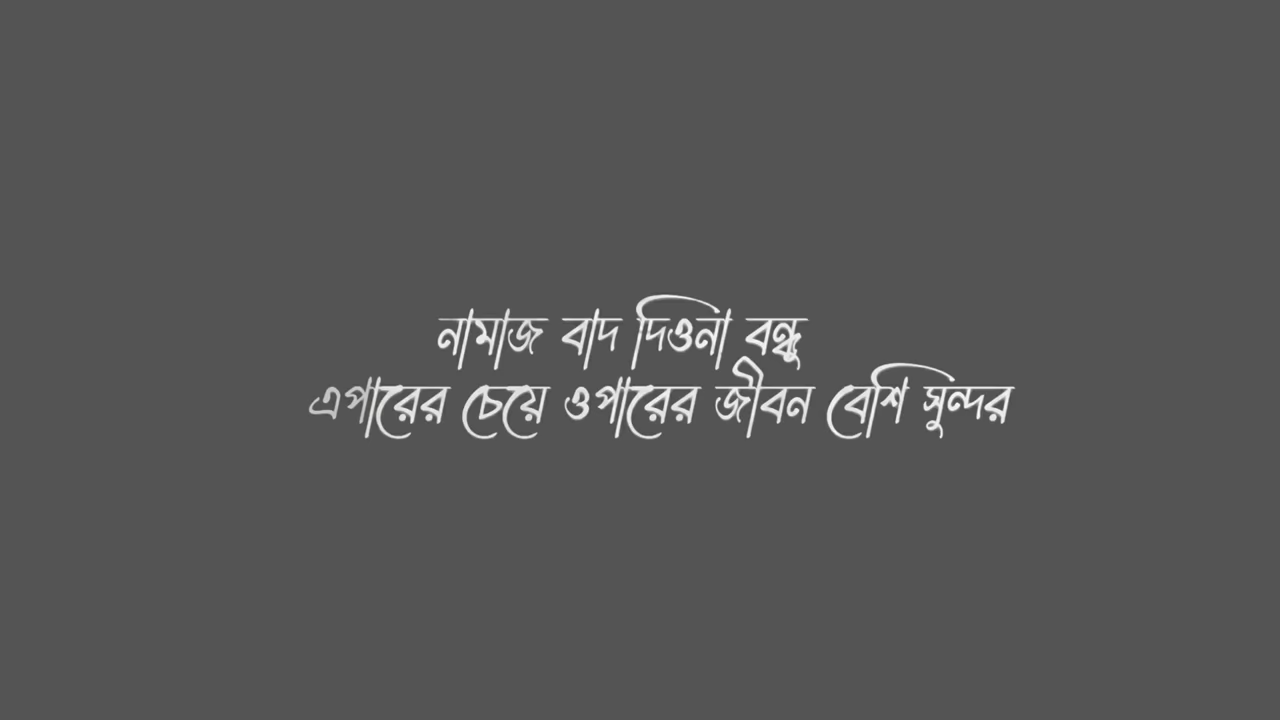 নামাজ বাদ দিওনা বন্ধু
এপারের চেয়ে ওপারের জীবন বেশি সুন্দর